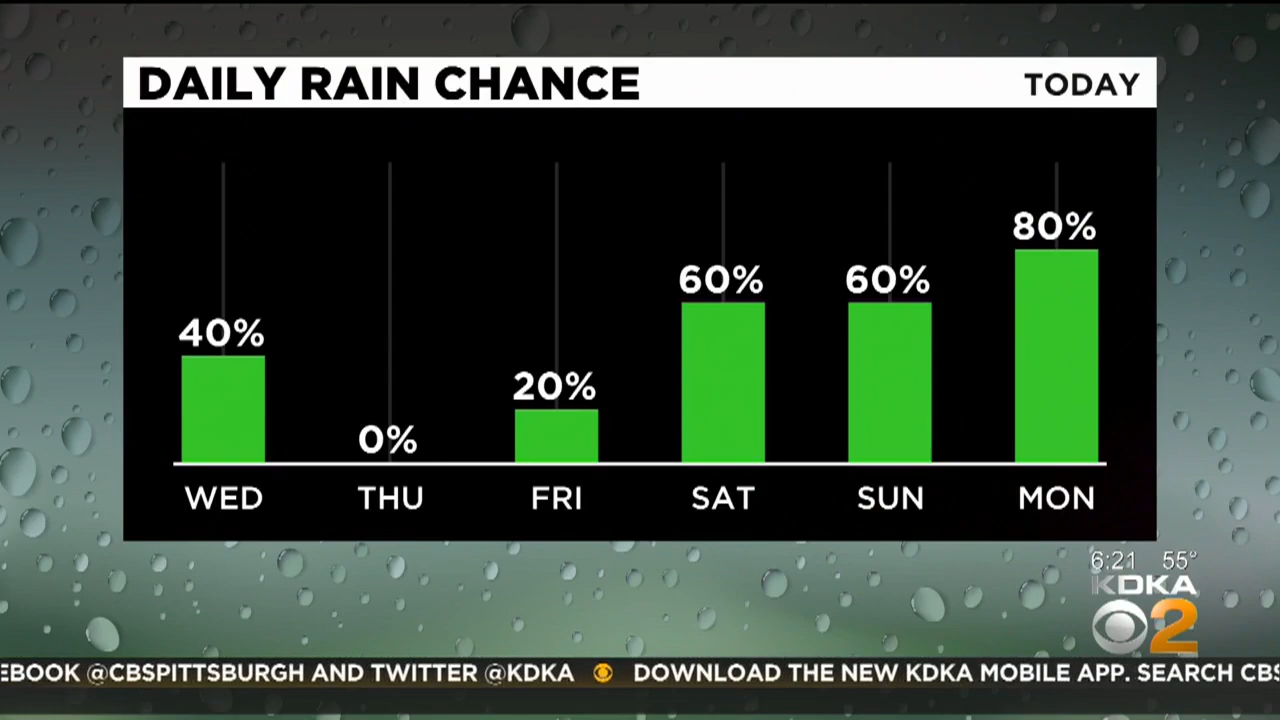 DAILY RAIN CHANCE TODAY
80%
60% 60%
40%
20%
0%
WED THU FRI SAT SUN MON
6:21 55°
KDKA
2
EBOOK @CBSPITTSBURGH AND TWITTER @KDKA DOWNLOAD THE NEW KDKA MOBILE APP. SEARCH CBS